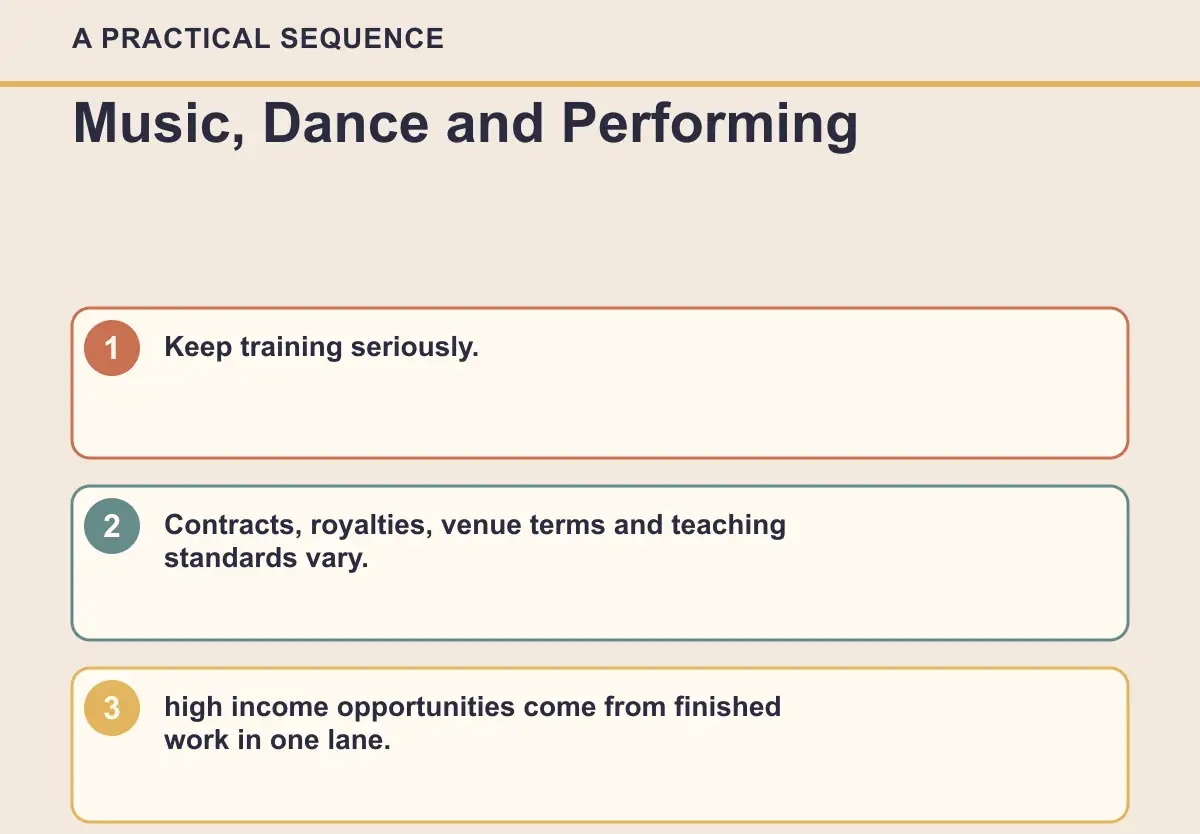 A PRACTICAL SEQUENCE
Music, Dance and Performing
1
Keep training seriously.
2
Contracts, royalties, venue terms and teaching
standards vary.
3
high income opportunities come from finished
work in one lane.